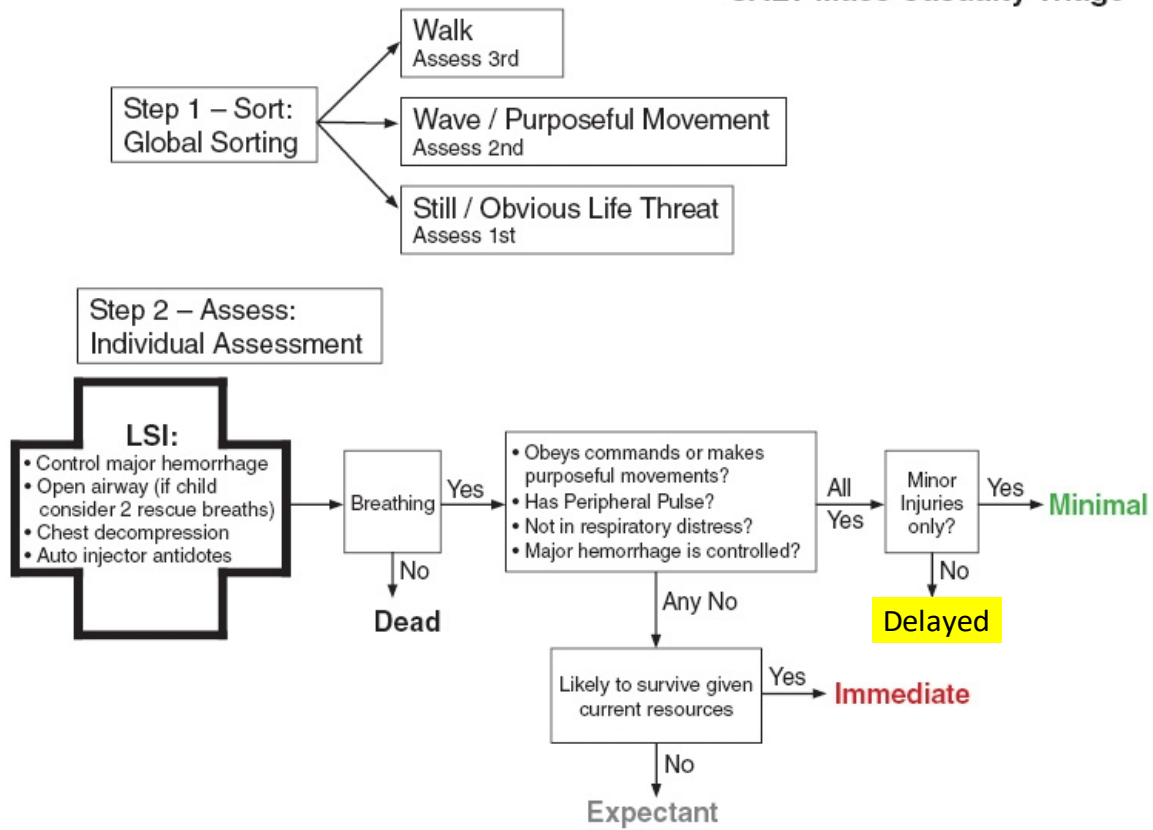 Walk
Assess 3rd
Step 1 – Sort:
Global Sorting
Wave / Purposeful Movement
Assess 2nd
Still / Obvious Life Threat
Assess 1st
Step 2 – Assess:
Individual Assessment
LSI:
• Control major hemorrhage
• Open airway (if child
consider 2 rescue breaths)
• Chest decompression
• Auto injector antidotes
Breathing
Yes
No
Dead
• Obeys commands or makes
purposeful movements?
• Has Peripheral Pulse?
• Not in respiratory distress?
• Major hemorrhage is controlled?
All
Yes
Minor
Injuries
only?
Yes
Minimal
No
Delayed
Any No
Likely to survive given
current resources
Yes
Immediate
No
Expectant